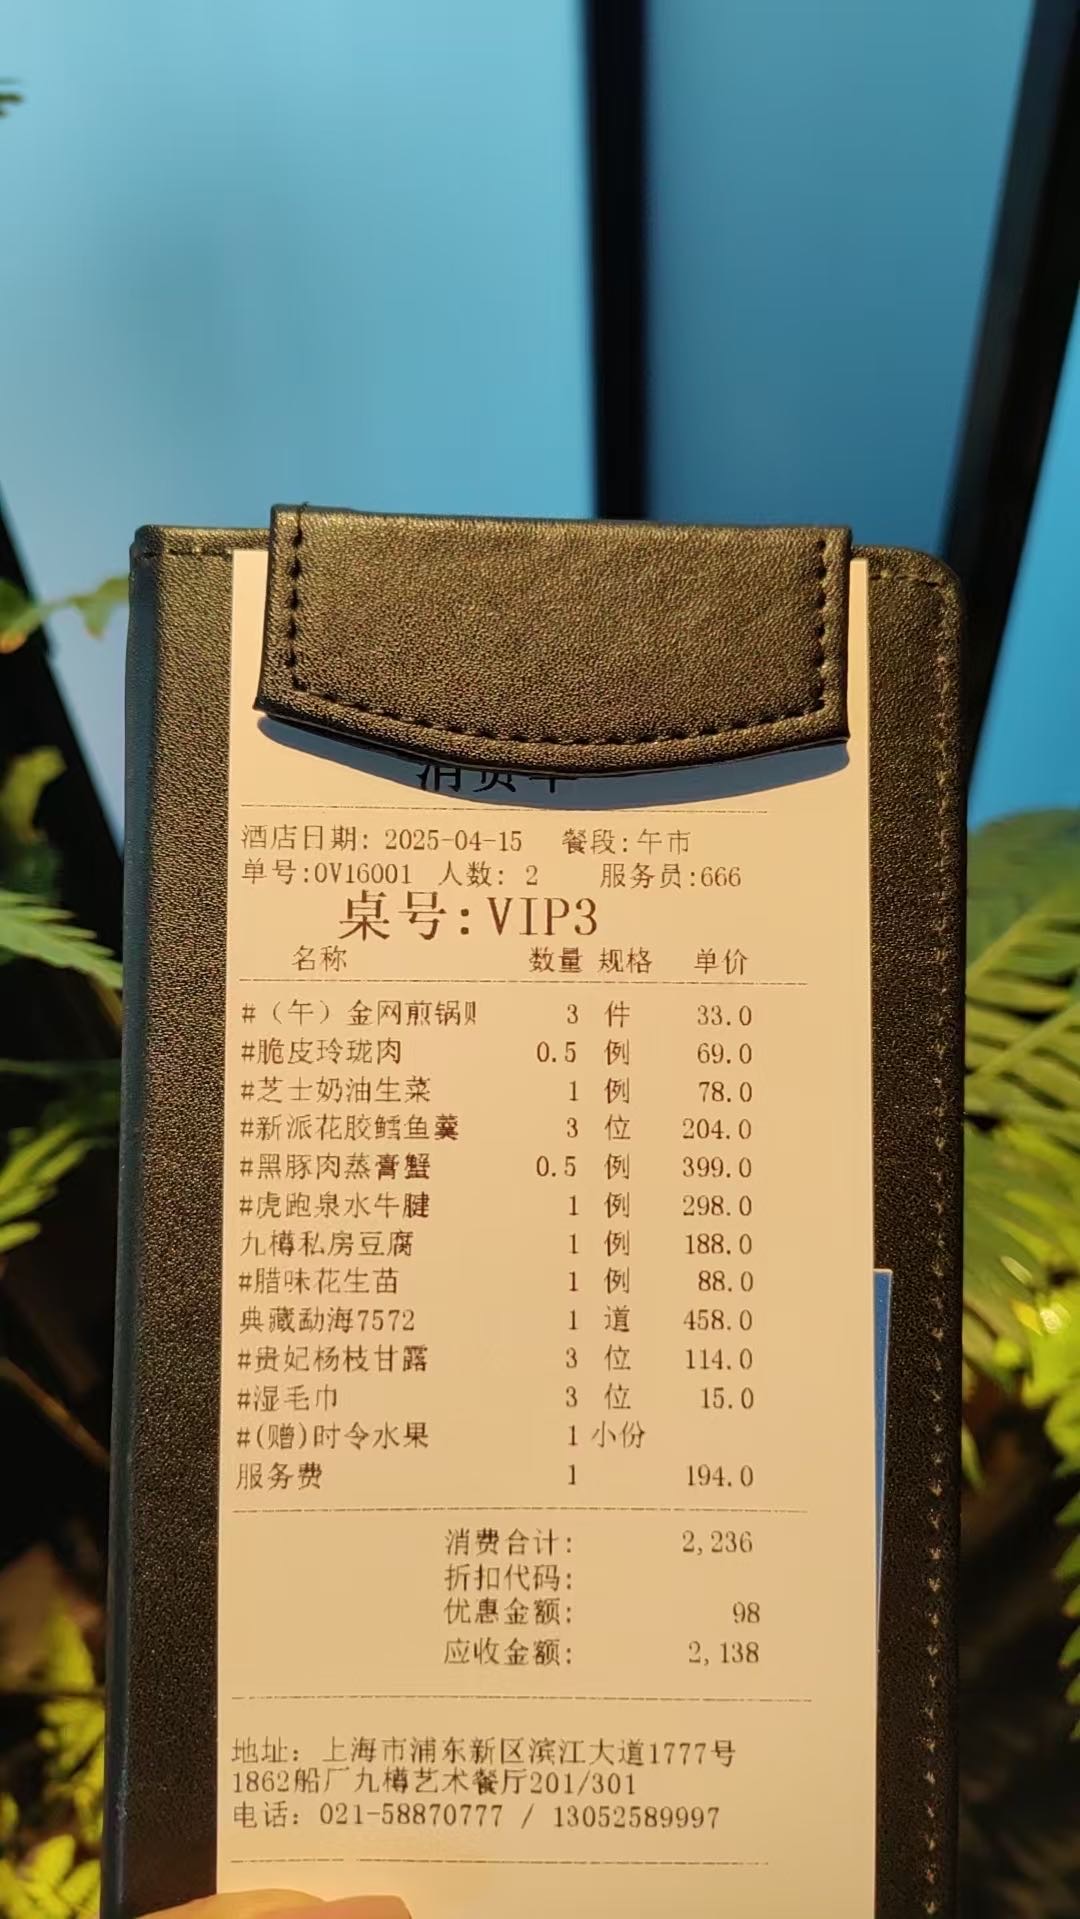 消费单
酒店日期: 2025-04-15 餐段:午市
单号:0V16001 人数: 2 服务员:666
桌号:VIP3
名称 数量 规格 单价
#（午）金网煎锅贴 3 件 33.0
#脆皮玲珑肉 0.5 例 69.0
#芝士奶油生菜 1 例 78.0
#新派花胶鳕鱼羹 3 位 204.0
#黑豚肉蒸膏蟹 0.5 例 399.0
#虎跑泉水牛腱 1 例 298.0
九樽私房豆腐 1 例 188.0
#腊味花生苗 1 例 88.0
典藏勐海7572 1 道 458.0
#贵妃杨枝甘露 3 位 114.0
#湿毛巾 3 位 15.0
#(赠)时令水果 1 小份
服务费 1 194.0
消费合计: 2,236
折扣代码:
优惠金额: 98
应收金额: 2,138
地址: 上海市浦东新区滨江大道1777号
1862船厂九樽艺术餐厅201/301
电话: 021-58870777 / 13052589997